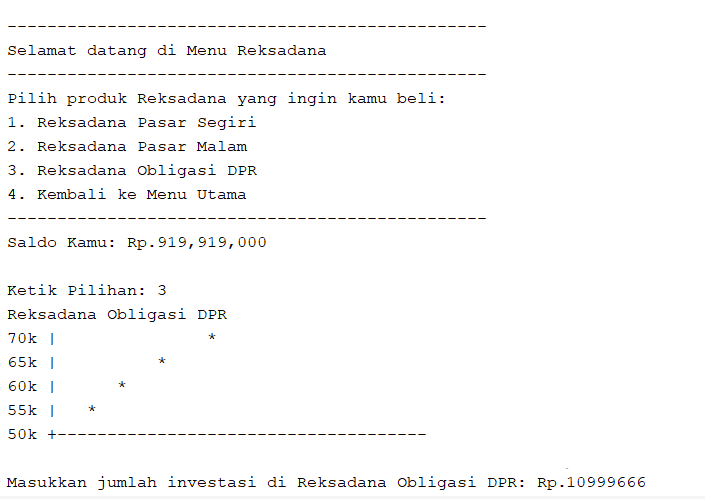 ------------------------------------------------
Selamat datang di Menu Reksadana
------------------------------------------------
Pilih produk Reksadana yang ingin kamu beli:
1. Reksadana Pasar Segiri
2. Reksadana Pasar Malam
3. Reksadana Obligasi DPR
4. Kembali ke Menu Utama
------------------------------------------------
Saldo Kamu: Rp.919,919,000

Ketik Pilihan: 3
Reksadana Obligasi DPR
70k |               *
65k |          *
60k |      *
55k |   *
50k +-------------------------------------

Masukkan jumlah investasi di Reksadana Obligasi DPR: Rp.10999666